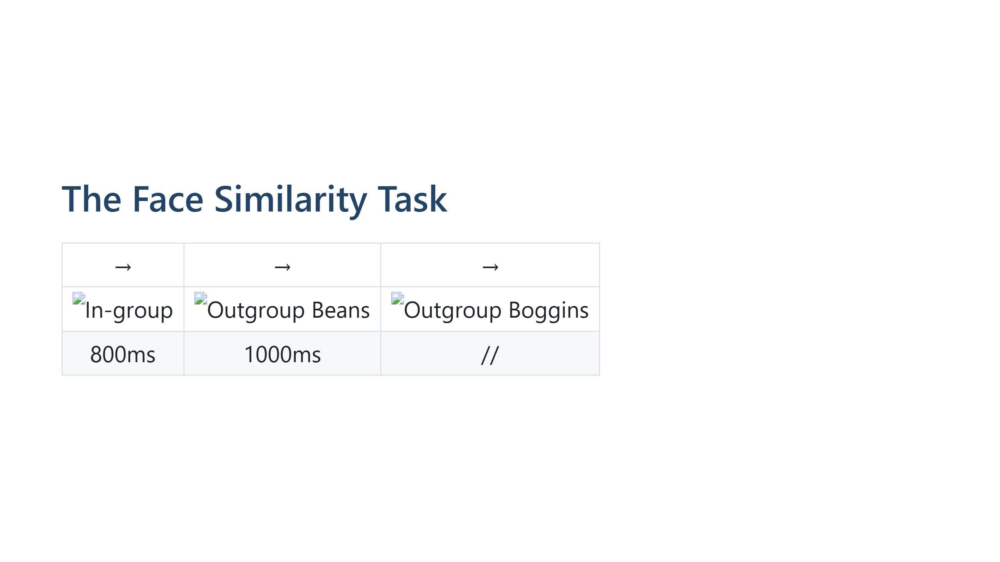 The Face Similarity Task
→ → →
In-group Outgroup Beans Outgroup Boggins
800ms 1000ms //